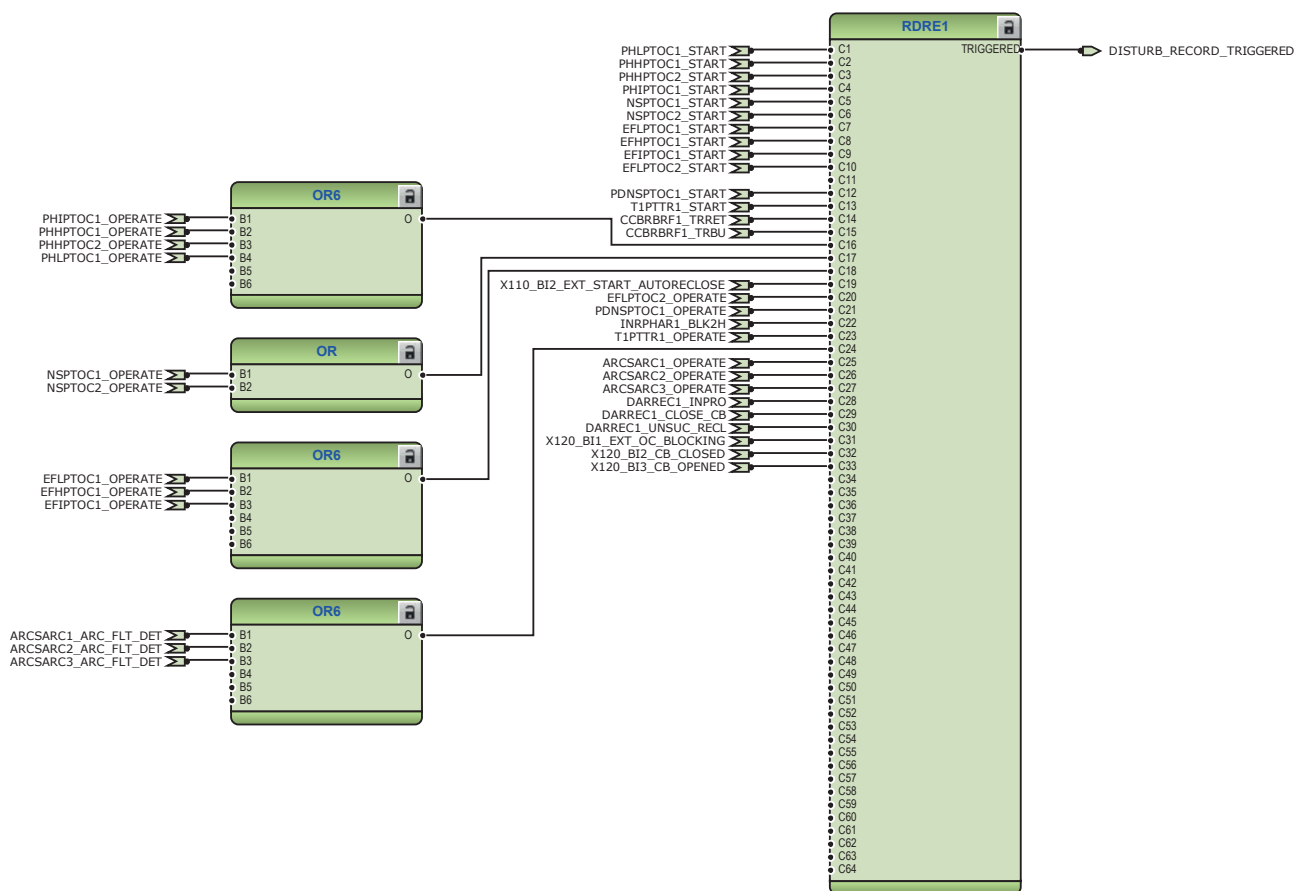 RDRE1
PHLPTOC1_START C1 TRIGGERED DISTURB_RECORD_TRIGGERED
PHHPTOC1_START C2
PHHPTOC2_START C3
PHIPTOC1_START C4
NSPTOC1_START C5
NSPTOC2_START C6
EFLPTOC1_START C7
EFHPTOC1_START C8
EFIPTOC1_START C9
EFLPTOC2_START C10
C11
PDNSPTOC1_START C12
T1PTTR1_START C13
CCBRBRF1_TRRET C14
CCBRBRF1_TRBU C15
C16
C17
C18
X110_BI2_EXT_START_AUTORECLOSE C19
EFLPTOC2_OPERATE C20
PDNSPTOC1_OPERATE C21
INRPHAR1_BLK2H C22
T1PTTR1_OPERATE C23
C24
ARCSARC1_OPERATE C25
ARCSARC2_OPERATE C26
ARCSARC3_OPERATE C27
DARREC1_INPRO C28
DARREC1_CLOSE_CB C29
DARREC1_UNSUC_RECL C30
X120_BI1_EXT_OC_BLOCKING C31
X120_BI2_CB_CLOSED C32
X120_BI3_CB_OPENED C33
C34
C35
C36
C37
C38
C39
C40
C41
C42
C43
C44
C45
C46
C47
C48
C49
C50
C51
C52
C53
C54
C55
C56
C57
C58
C59
C60
C61
C62
C63
C64
OR6
PHIPTOC1_OPERATE B1 O
PHHPTOC1_OPERATE B2
PHHPTOC2_OPERATE B3
PHLPTOC1_OPERATE B4
B5
B6
OR
NSPTOC1_OPERATE B1 O
NSPTOC2_OPERATE B2
OR6
EFLPTOC1_OPERATE B1 O
EFHPTOC1_OPERATE B2
EFIPTOC1_OPERATE B3
B4
B5
B6
OR6
ARCSARC1_ARC_FLT_DET B1 O
ARCSARC2_ARC_FLT_DET B2
ARCSARC3_ARC_FLT_DET B3
B4
B5
B6